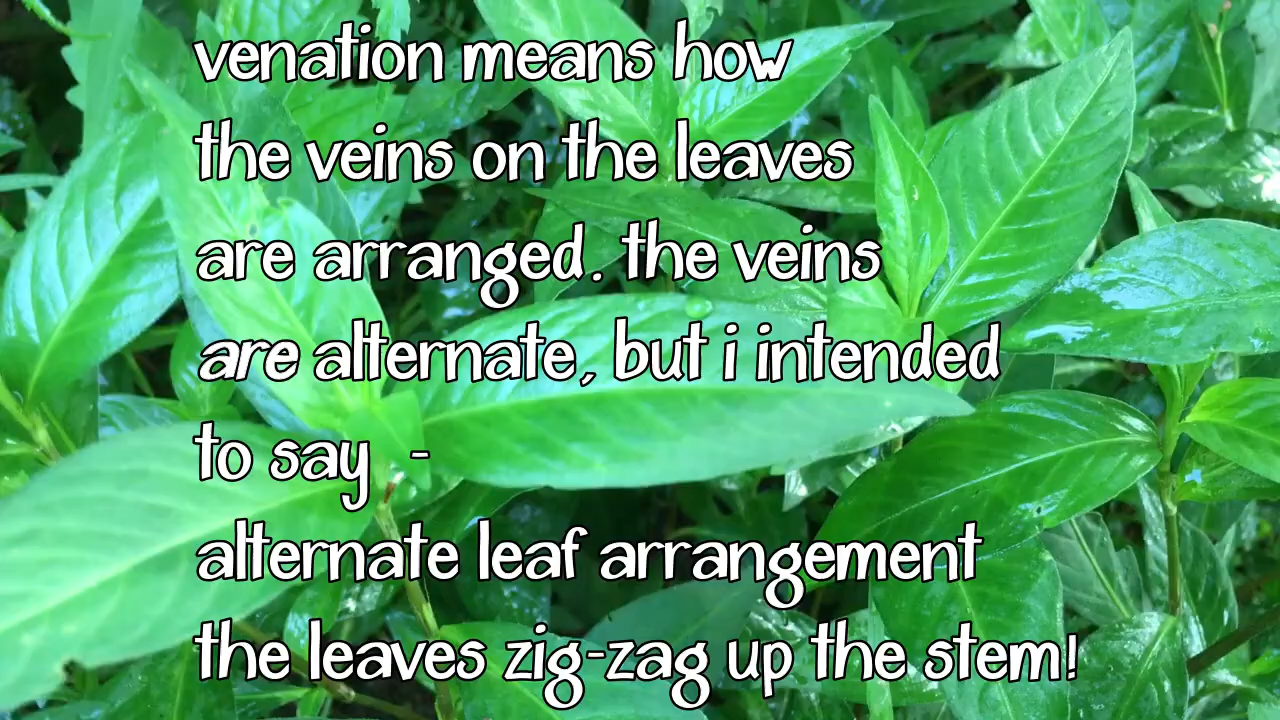 venation means how
the veins on the leaves
are arranged. the veins
are alternate, but i intended
to say -
alternate leaf arrangement
the leaves zig-zag up the stem!